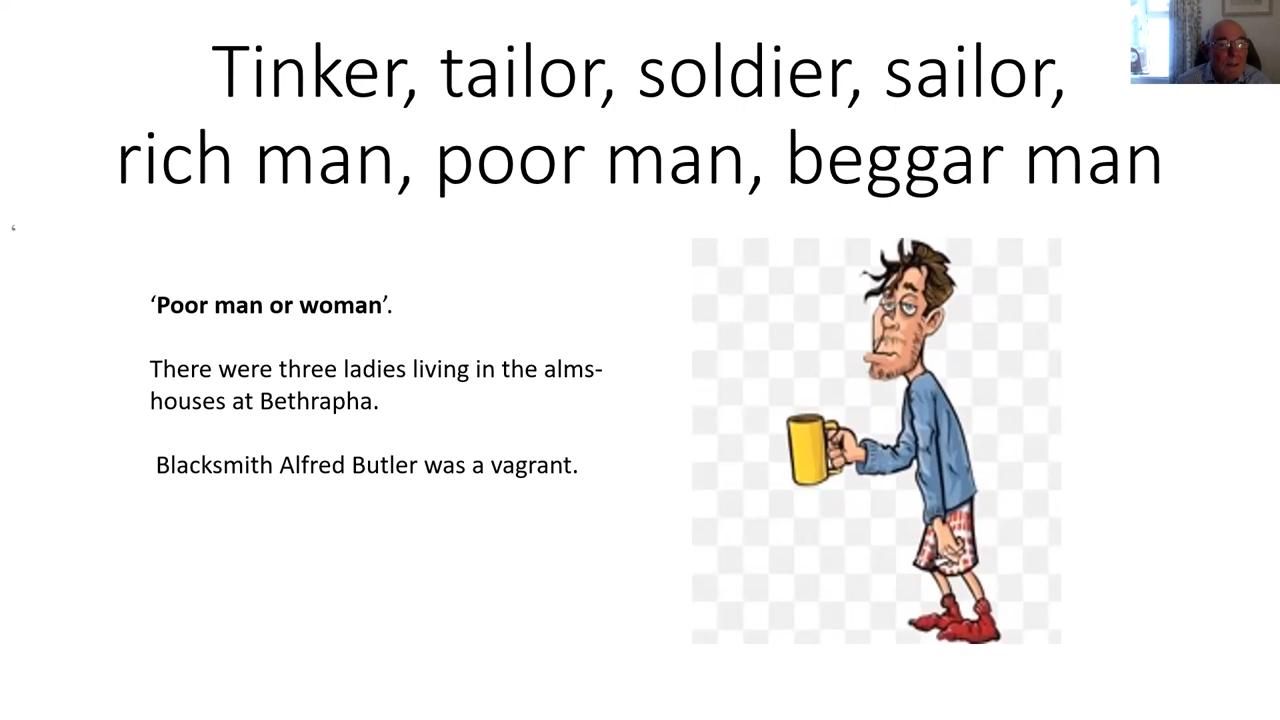 Tinker, tailor, soldier, sailor,
rich man, poor man, beggar man
‘
‘Poor man or woman’.
There were three ladies living in the alms-
houses at Bethrapha.
Blacksmith Alfred Butler was a vagrant.